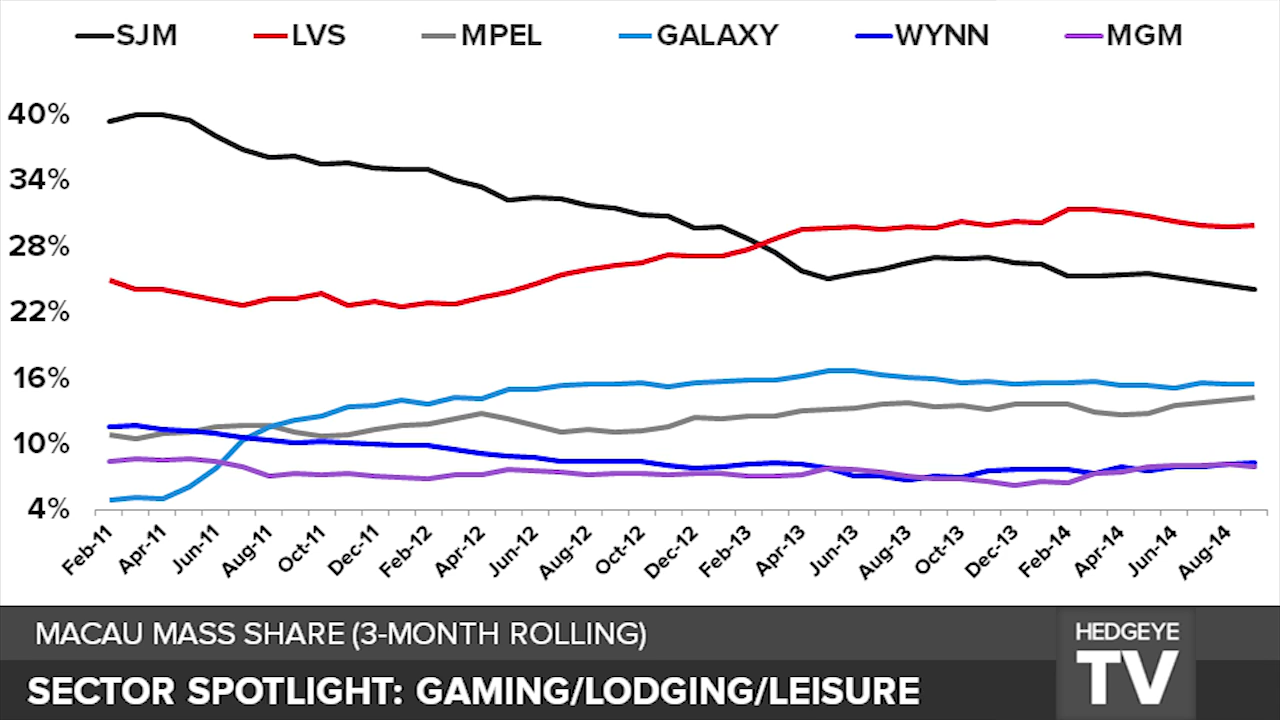 SJM LVS MPEL GALAXY WYNN MGM
40%
34%
28%
22%
16%
10%
4%
Feb-11 Apr-11 Jun-11 Aug-11 Oct-11 Dec-11 Feb-12 Apr-12 Jun-12 Aug-12 Oct-12 Dec-12 Feb-13 Apr-13 Jun-13 Aug-13 Oct-13 Dec-13 Feb-14 Apr-14 Jun-14 Aug-14
MACAU MASS SHARE (3-MONTH ROLLING)
SECTOR SPOTLIGHT: GAMING/LODGING/LEISURE
HEDGEYE
TV